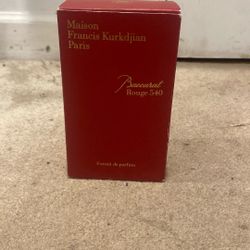 Maison
Francis Kurkdjian
Paris
Baccarat
Rouge 540
Extrait de parfum